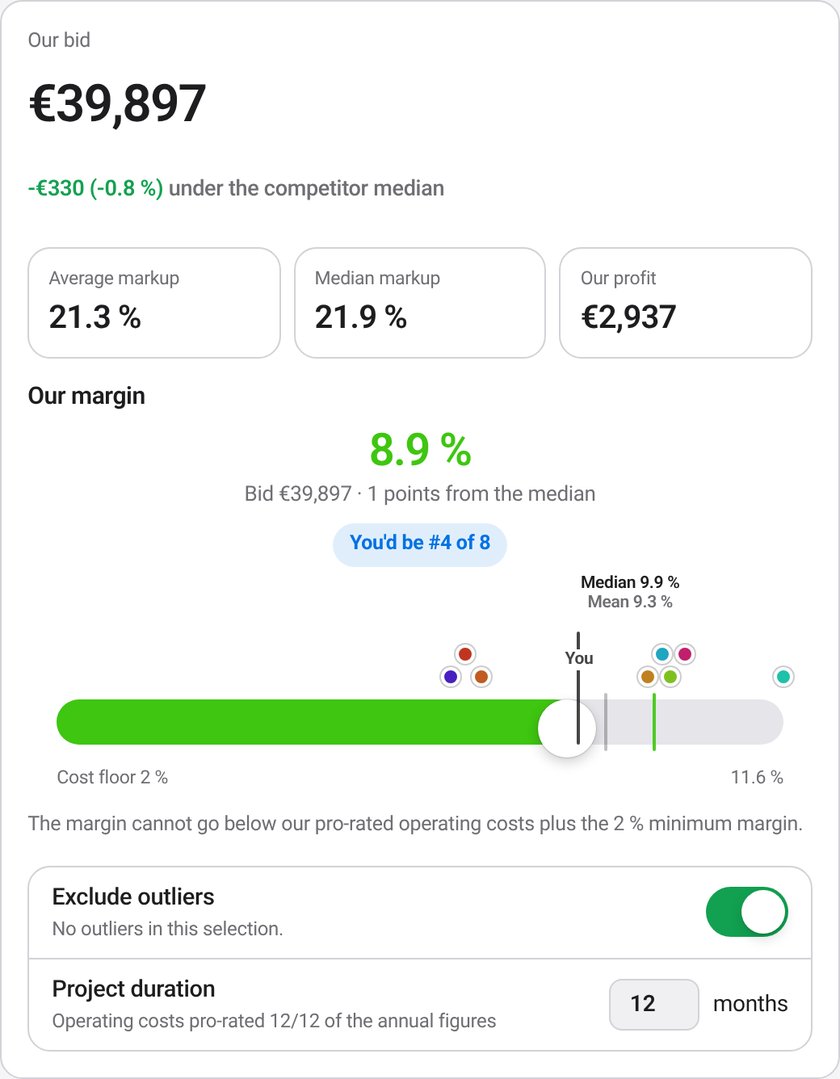 Our bid
€39,897
-€330 (-0.8 %) under the competitor median
Average markup
21.3 %
Median markup
21.9 %
Our profit
€2,937
Our margin
8.9 %
Bid €39,897 · 1 points from the median
You'd be #4 of 8
Median 9.9 %
Mean 9.3 %
You
Cost floor 2 %
11.6 %
The margin cannot go below our pro-rated operating costs plus the 2 % minimum margin.
Exclude outliers
No outliers in this selection.
Project duration
Operating costs pro-rated 12/12 of the annual figures
12
months